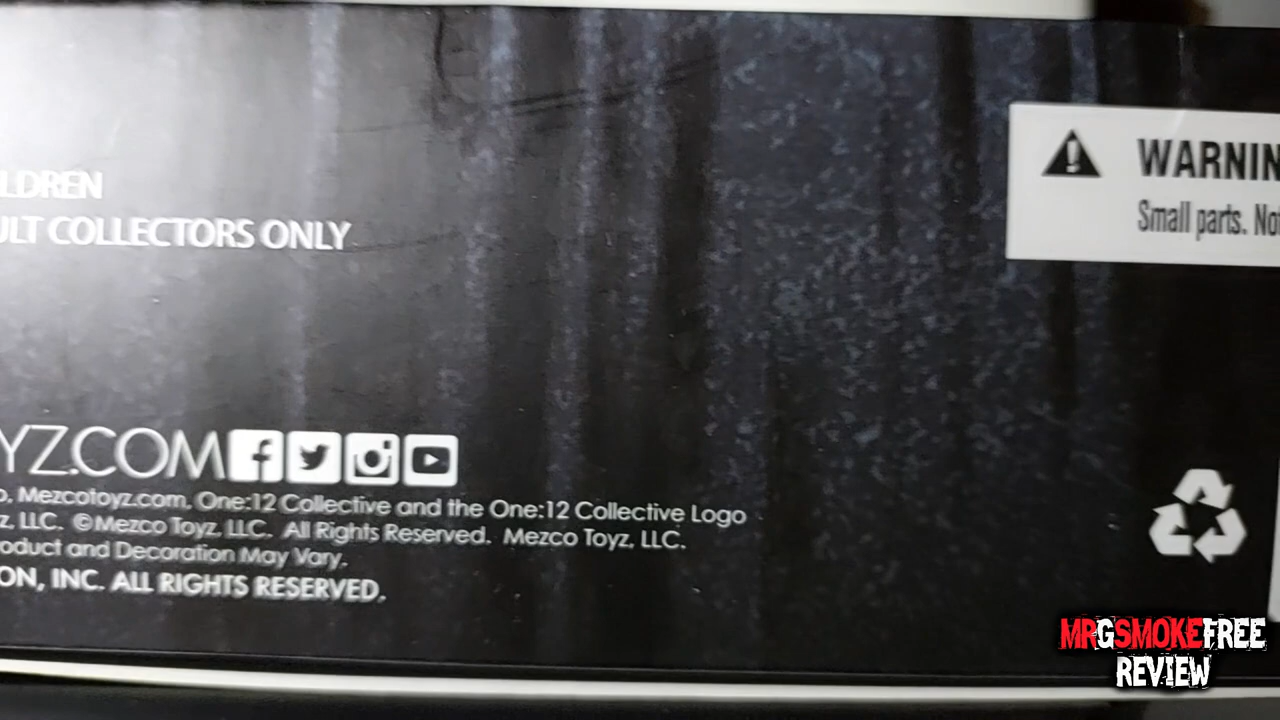 LDREN
ULT COLLECTORS ONLY
WARNIN
Small parts. No
YZ.COM
o, Mezcotoyz.com, One:12 Collective and the One:12 Collective Logo
z, LLC. ©Mezco Toyz, LLC. All Rights Reserved. Mezco Toyz, LLC.
oduct and Decoration May Vary.
ON, INC. ALL RIGHTS RESERVED.
MRGSMOKEFREE
REVIEW